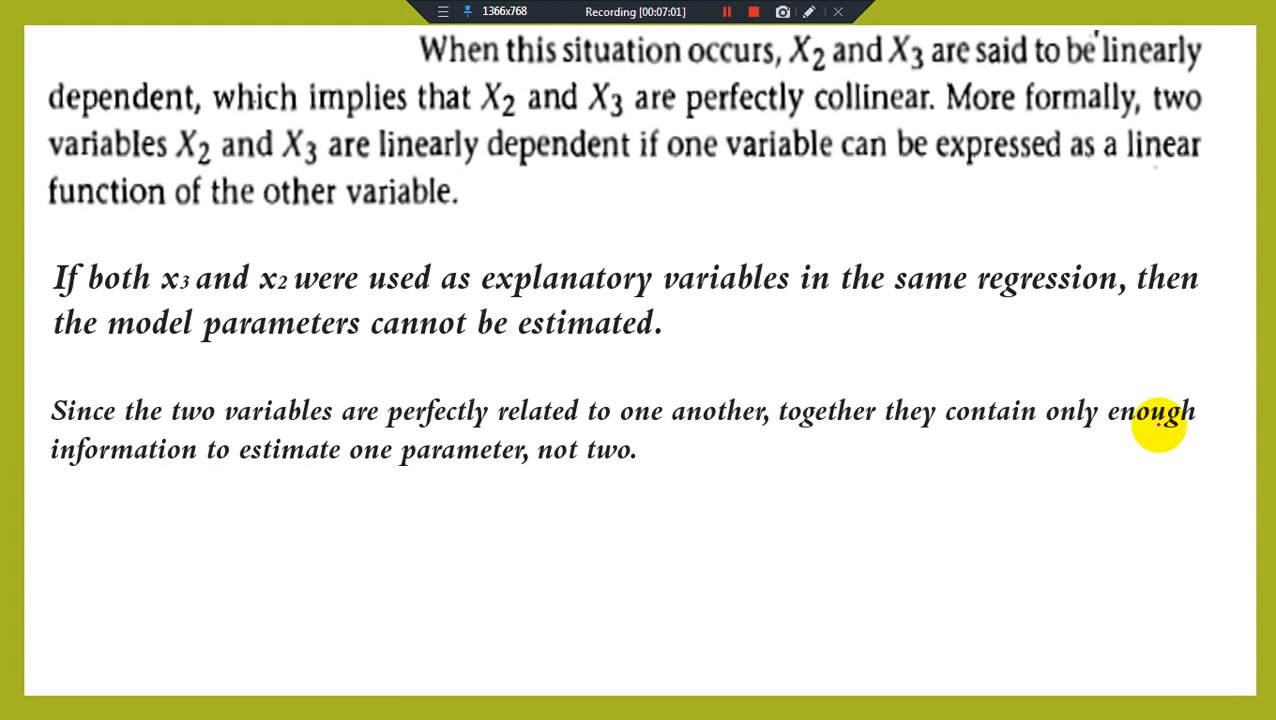 1366x768 Recording [00:07:01]
When this situation occurs, X2 and X3 are said to be linearly
dependent, which implies that X2 and X3 are perfectly collinear. More formally, two
variables X2 and X3 are linearly dependent if one variable can be expressed as a linear
function of the other variable.
If both x3 and x2 were used as explanatory variables in the same regression, then
the model parameters cannot be estimated.
Since the two variables are perfectly related to one another, together they contain only enough
information to estimate one parameter, not two.